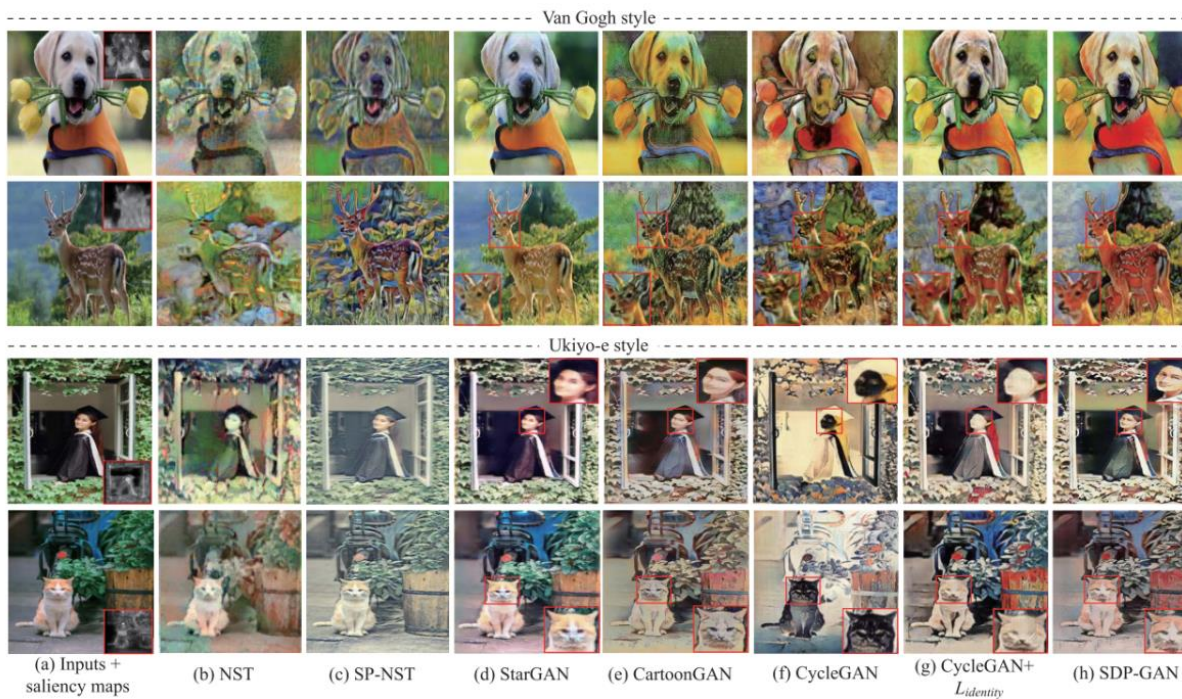 Van Gogh style
Ukiyo-e style
(a) Inputs +
saliency maps
(b) NST
(c) SP-NST
(d) StarGAN
(e) CartoonGAN
(f) CycleGAN
(g) CycleGAN+
L_identity
(h) SDP-GAN